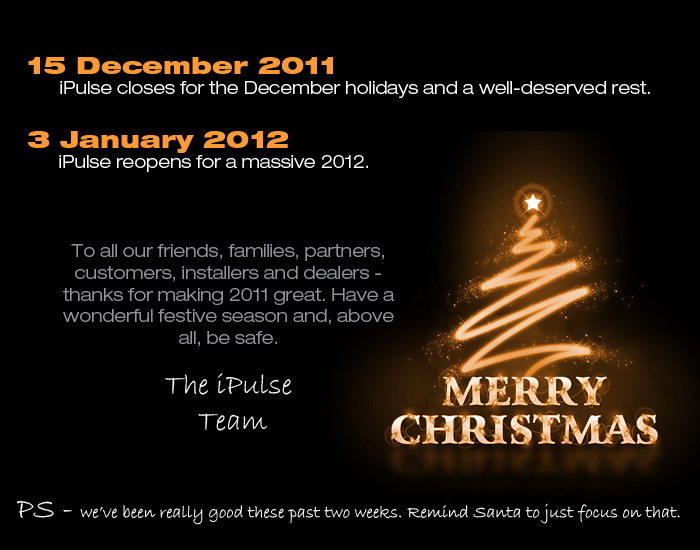 15 December 2011
iPulse closes for the December holidays and a well-deserved rest.
3 January 2012
iPulse reopens for a massive 2012.
To all our friends, families, partners,
customers, installers and dealers -
thanks for making 2011 great. Have a
wonderful festive season and, above
all, be safe.
The iPulse
Team
MERRY
CHRISTMAS
PS - we've been really good these past two weeks. Remind Santa to just focus on that.